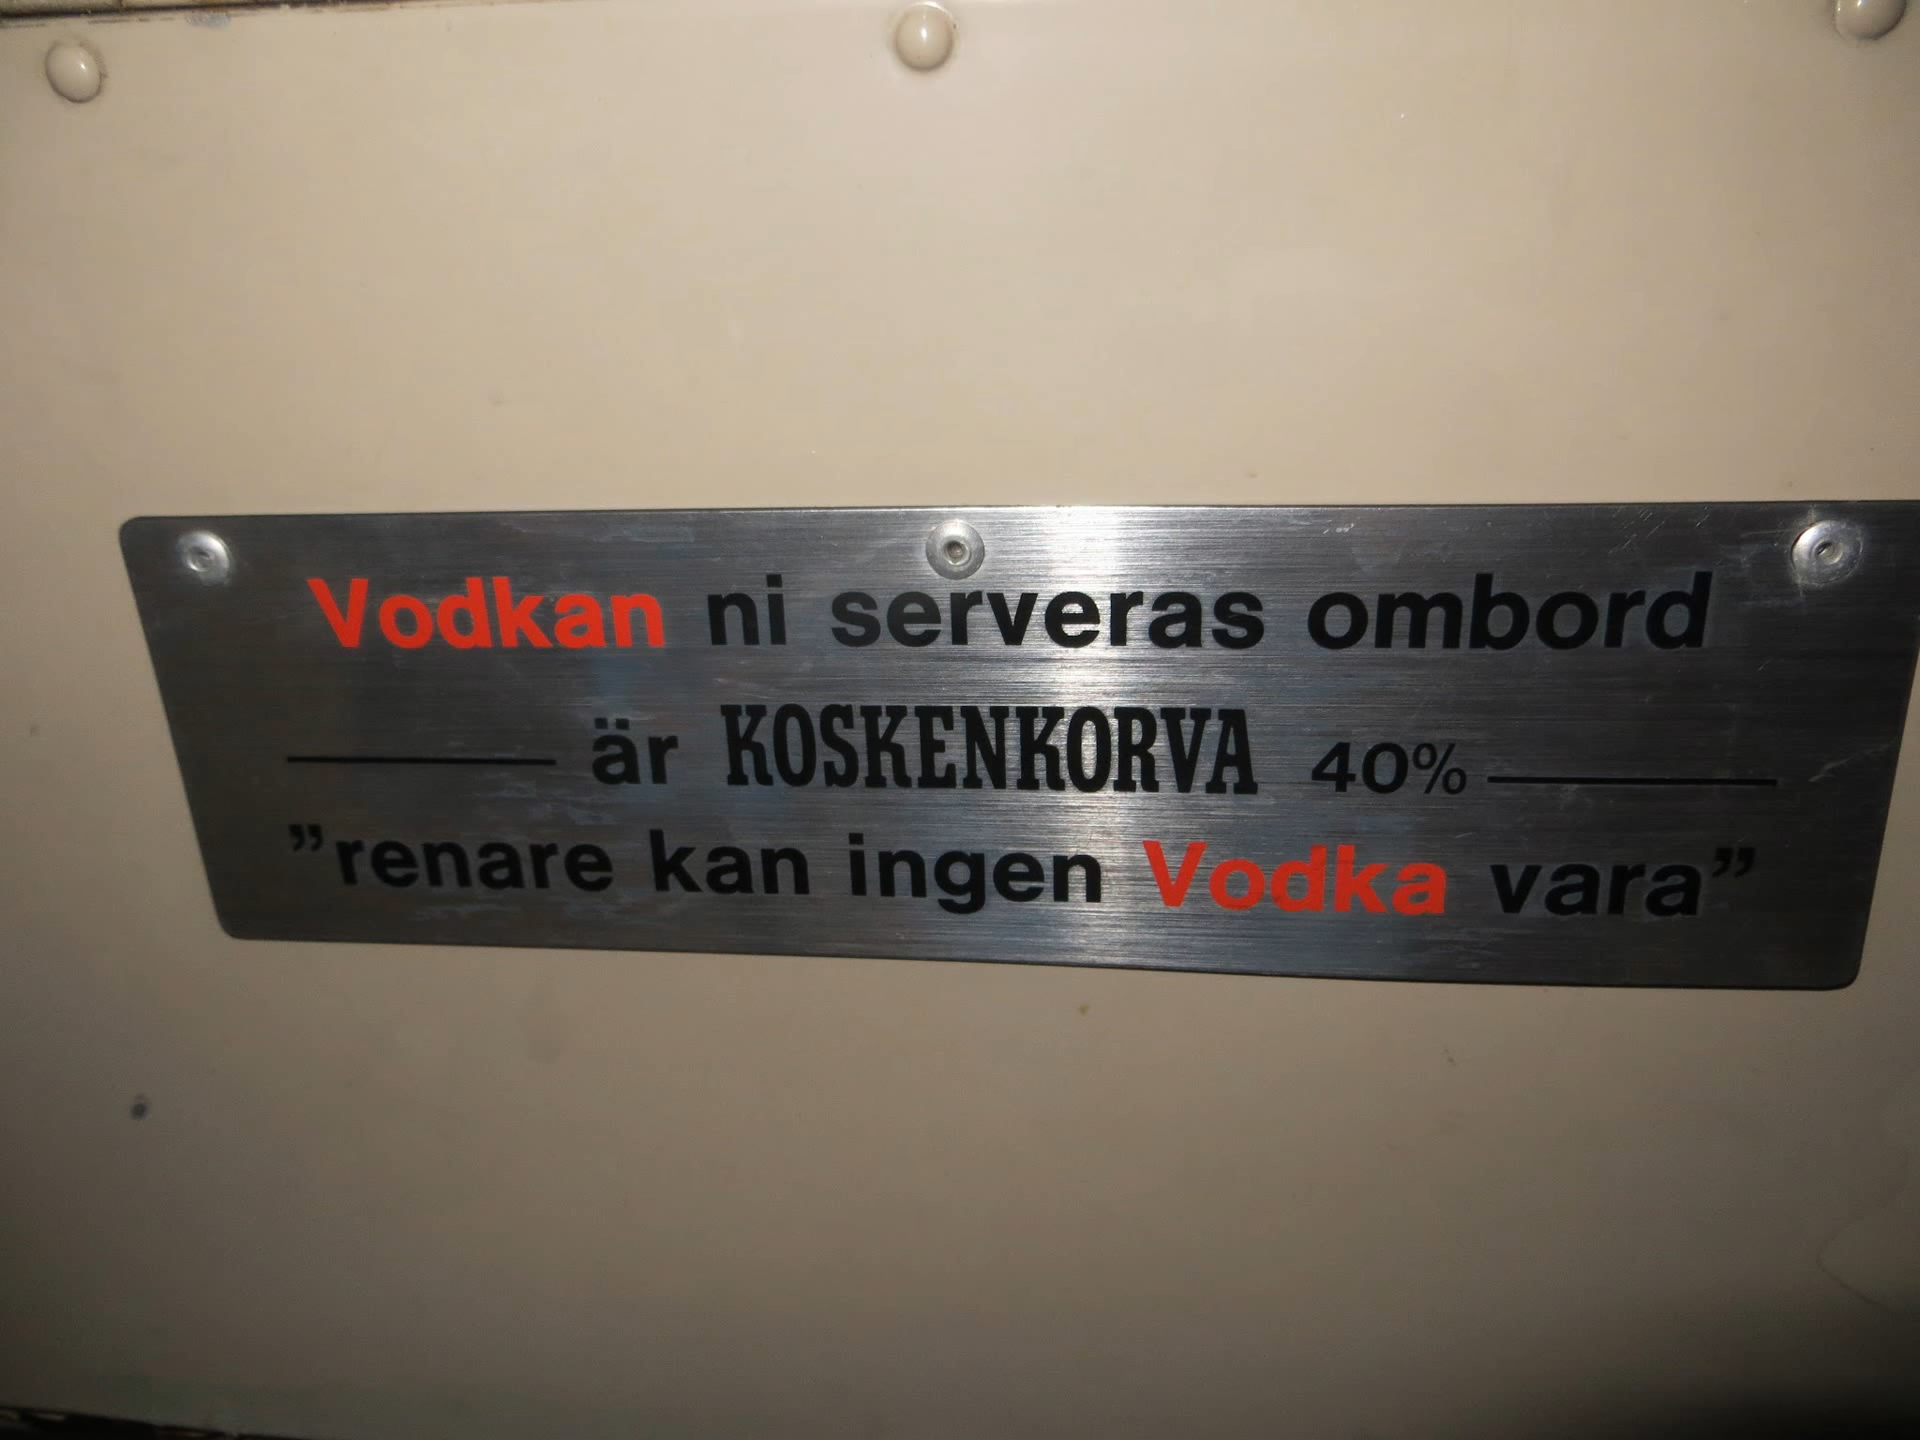 Vodkan ni serveras ombord
är KOSKENKORVA 40%
”renare kan ingen Vodka vara”